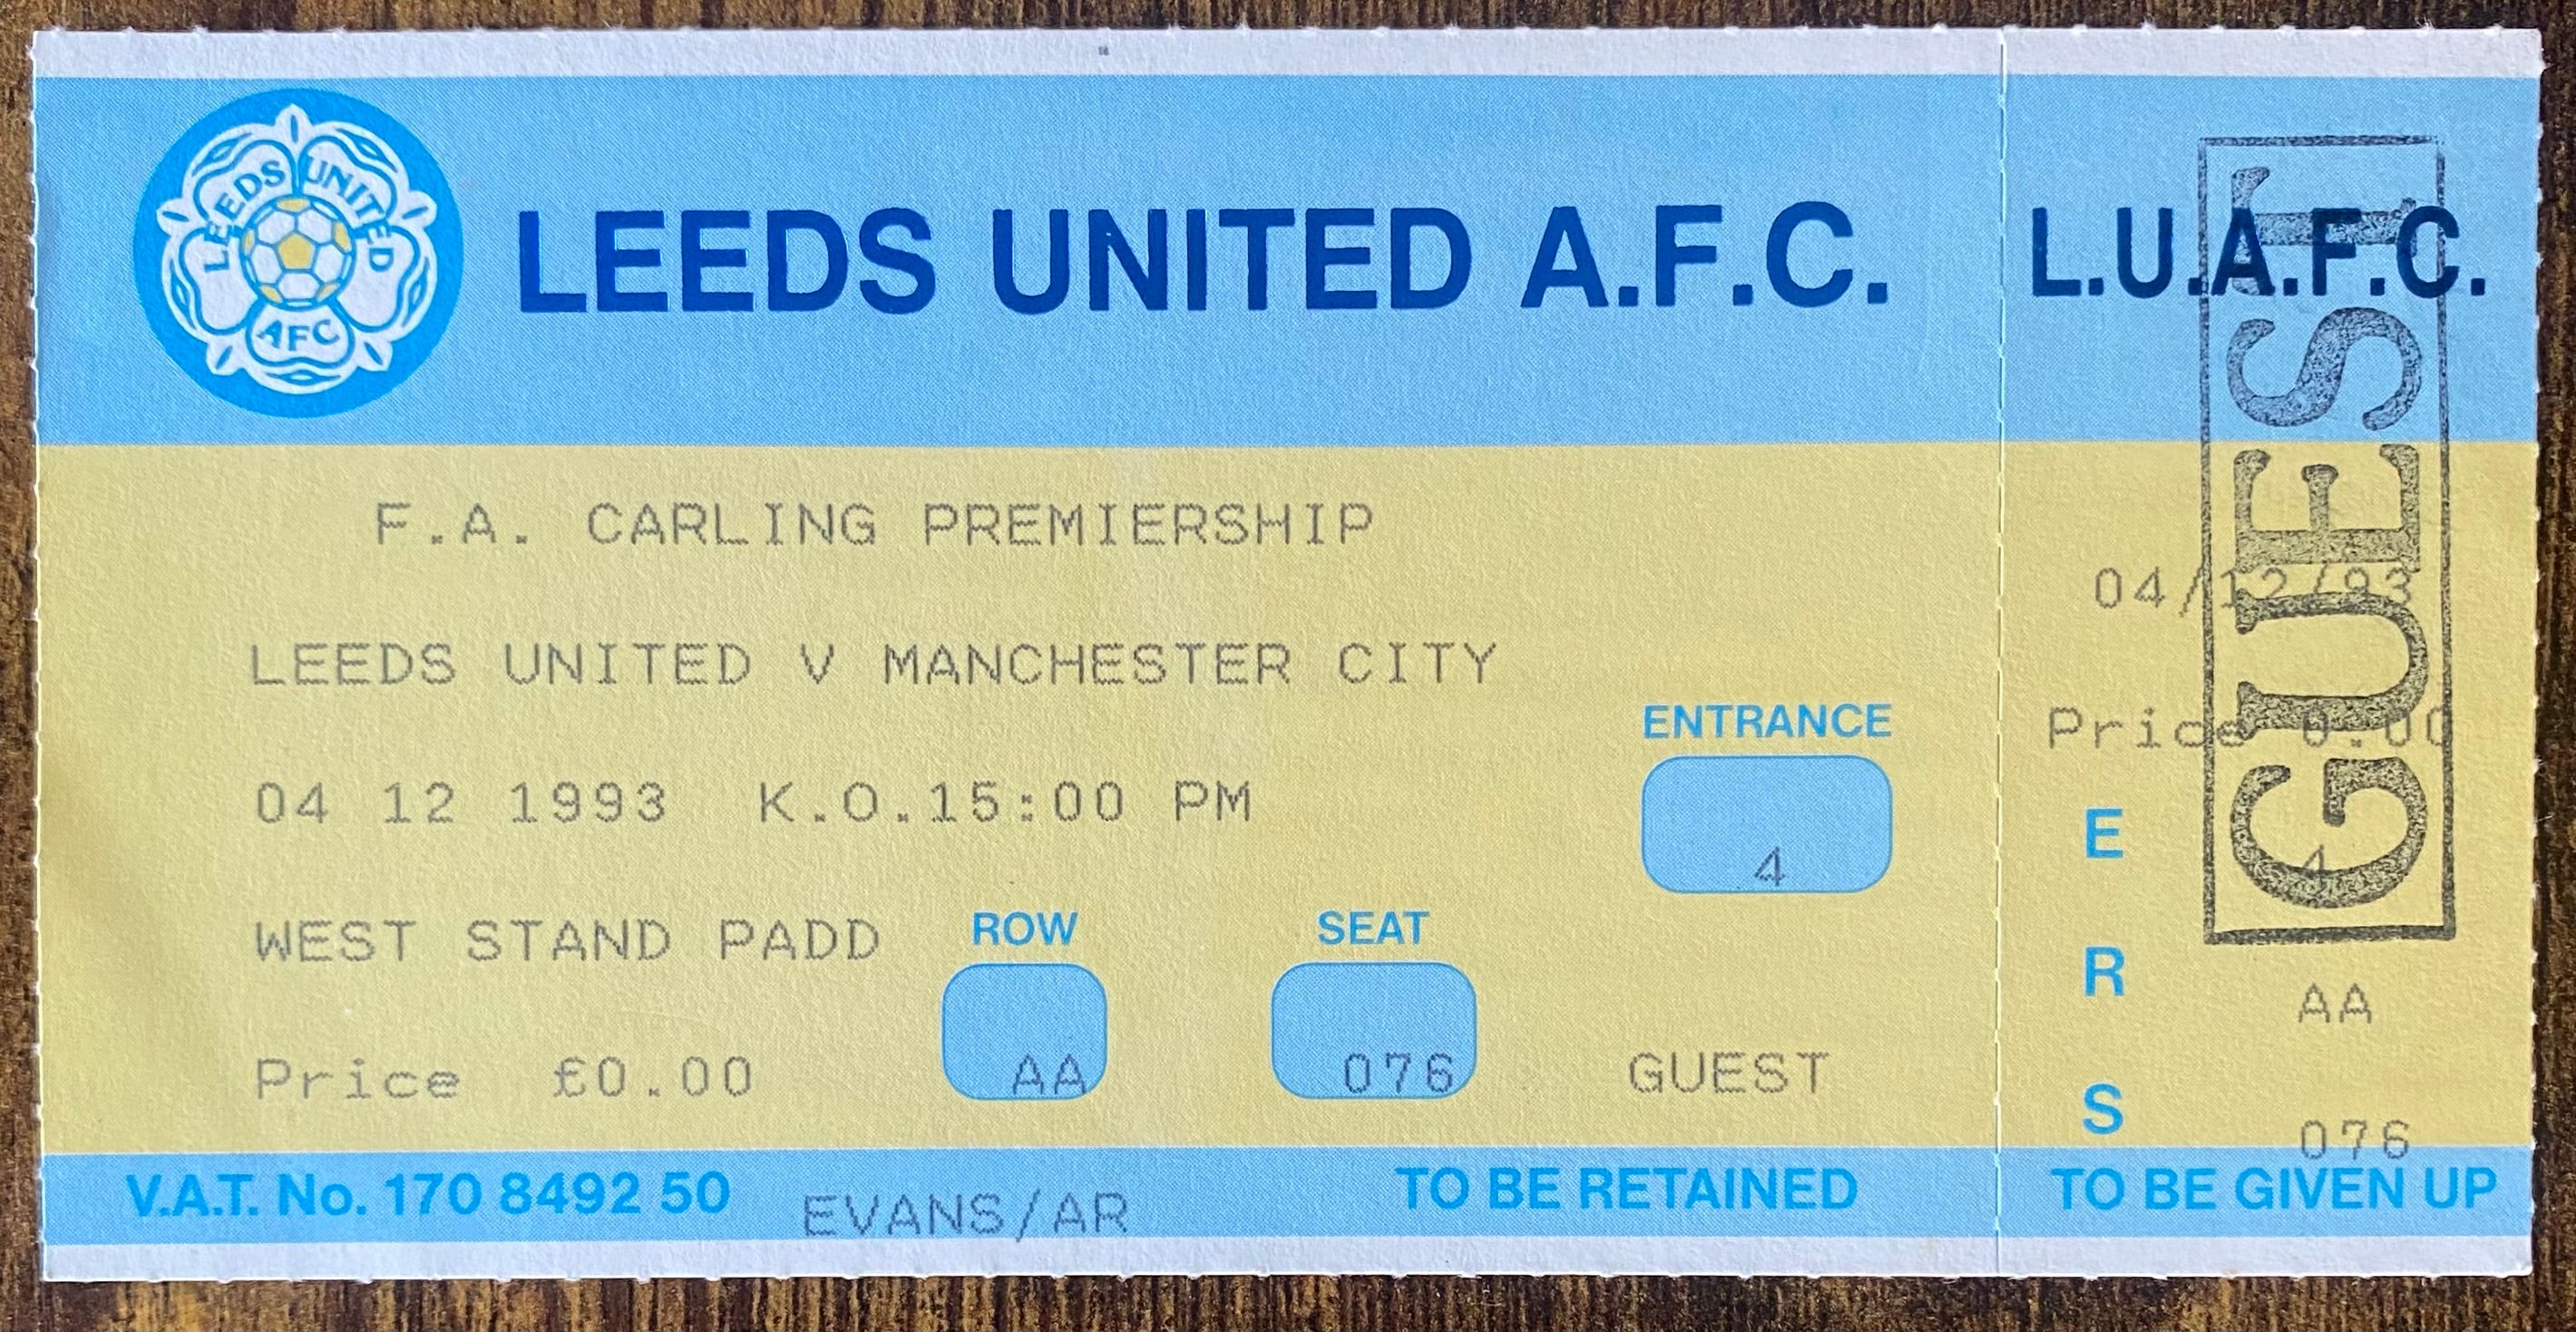 LEEDS UNITED AFC
LEEDS UNITED A.F.C.
F.A. CARLING PREMIERSHIP
LEEDS UNITED V MANCHESTER CITY
04 12 1993 K.O.15:00 PM
ENTRANCE
4
WEST STAND PADD
ROW
AA
SEAT
076
Price £0.00
GUEST
V.A.T. No. 170 8492 50
EVANS/AR
TO BE RETAINED
L.U.A.F.C.
GUEST
04/12/93
Price 0.00
E
4
R
AA
S
076
TO BE GIVEN UP